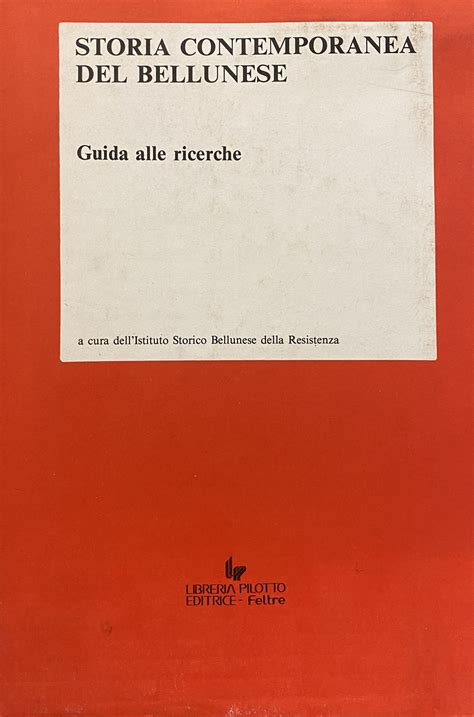 STORIA CONTEMPORANEA
DEL BELLUNESE
Guida alle ricerche
a cura dell'Istituto Storico Bellunese della Resistenza
LIBRERIA PILOTTO
EDITRICE - Feltre